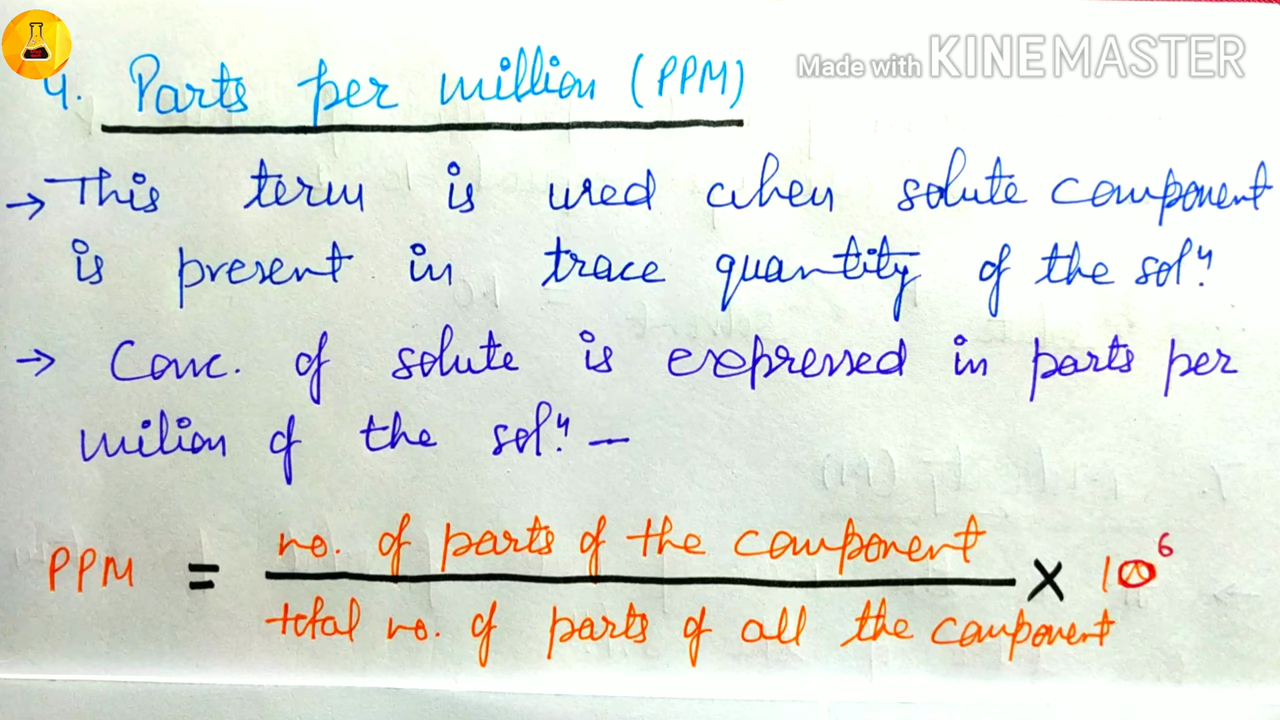 Made with KINEMASTER
4. Parts per million (PPM)
→ This term is used when solute component
is present in trace quantity of the solⁿ.
→ Conc. of solute is expressed in parts per
milion of the solⁿ. —
PPM = no. of parts of the component / total no. of parts of all the component × 10⁶